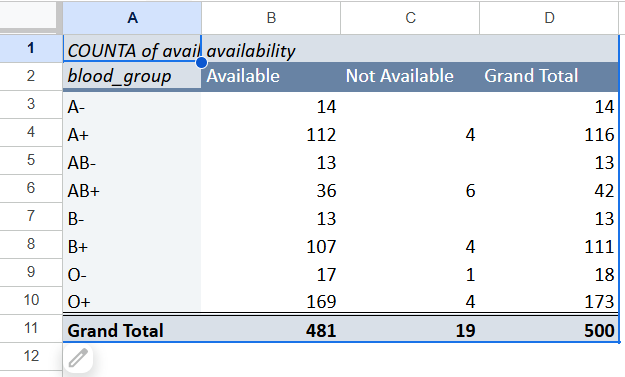 A B C D
1 COUNTA of avail availability
2 blood_group Available Not Available Grand Total
3 A- 14 14
4 A+ 112 4 116
5 AB- 13 13
6 AB+ 36 6 42
7 B- 13 13
8 B+ 107 4 111
9 O- 17 1 18
10 O+ 169 4 173
11 Grand Total 481 19 500
12